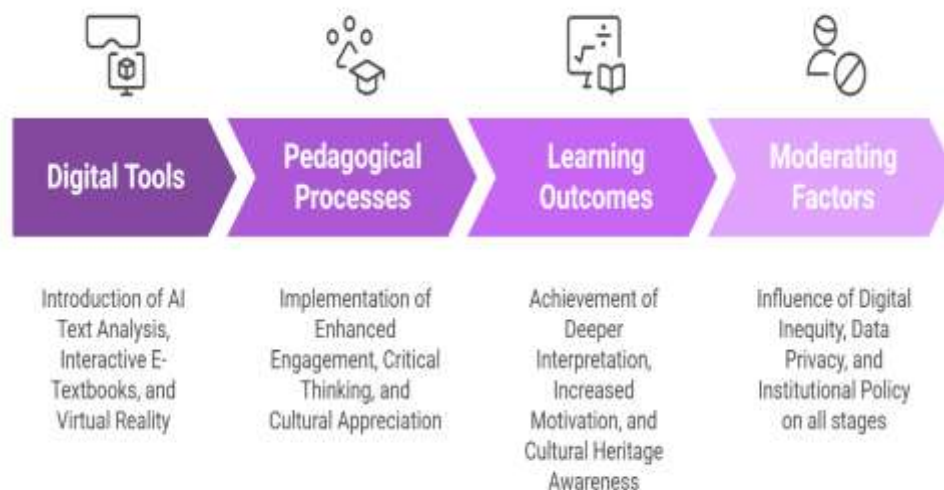 Digital Tools
Pedagogical
Processes
Learning
Outcomes
Moderating
Factors
Introduction of AI
Text Analysis,
Interactive E-
Textbooks, and
Virtual Reality
Implementation of
Enhanced
Engagement, Critical
Thinking, and
Cultural Appreciation
Achievement of
Deeper
Interpretation,
Increased
Motivation, and
Cultural Heritage
Awareness
Influence of Digital
Inequity, Data
Privacy, and
Institutional Policy
on all stages